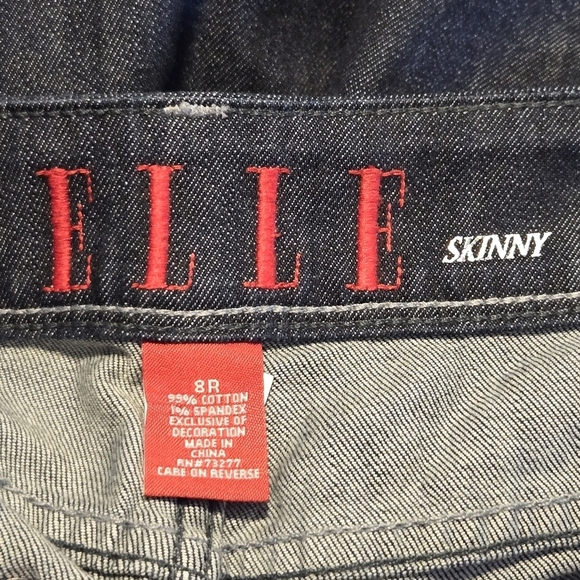 ELLE SKINNY
8R
99% COTTON
1% SPANDEX
EXCLUSIVE OF
DECORATION
MADE IN
CHINA
RN#73277
CARE ON REVERSE